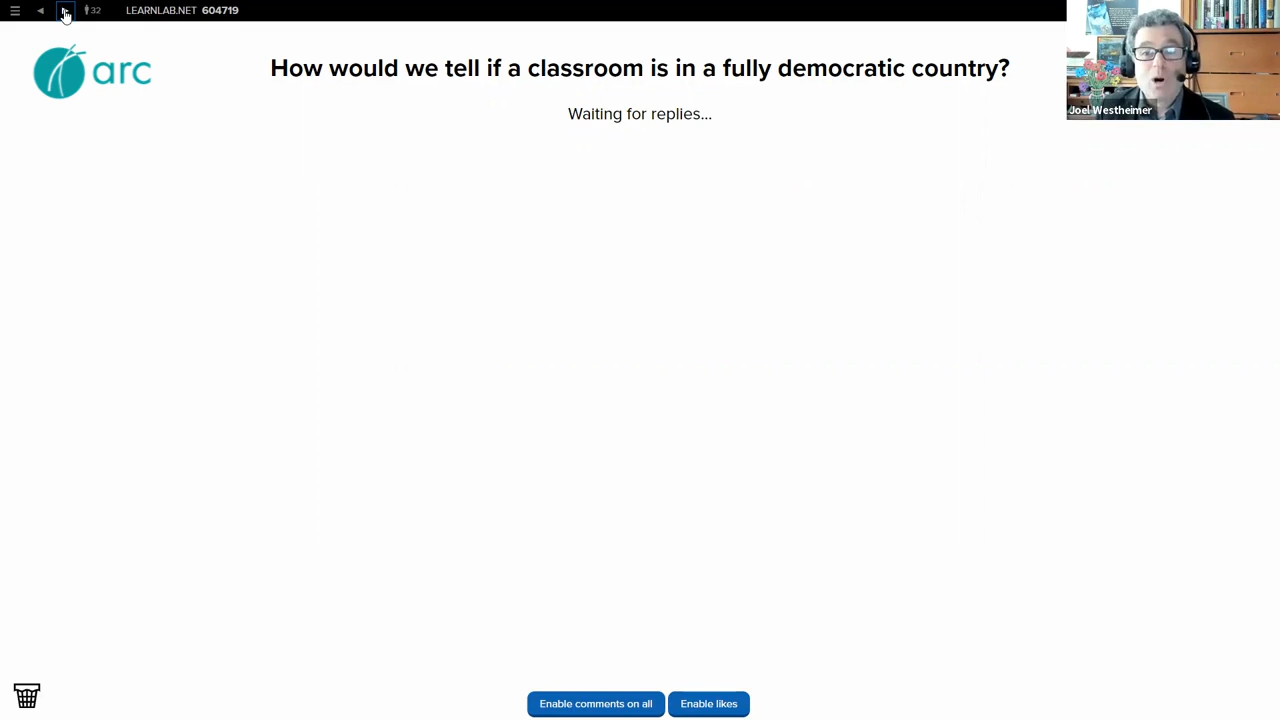 32 LEARNLAB.NET 604719
arc
How would we tell if a classroom is in a fully democratic country?
Waiting for replies...
Joel Westheimer
Enable comments on all
Enable likes